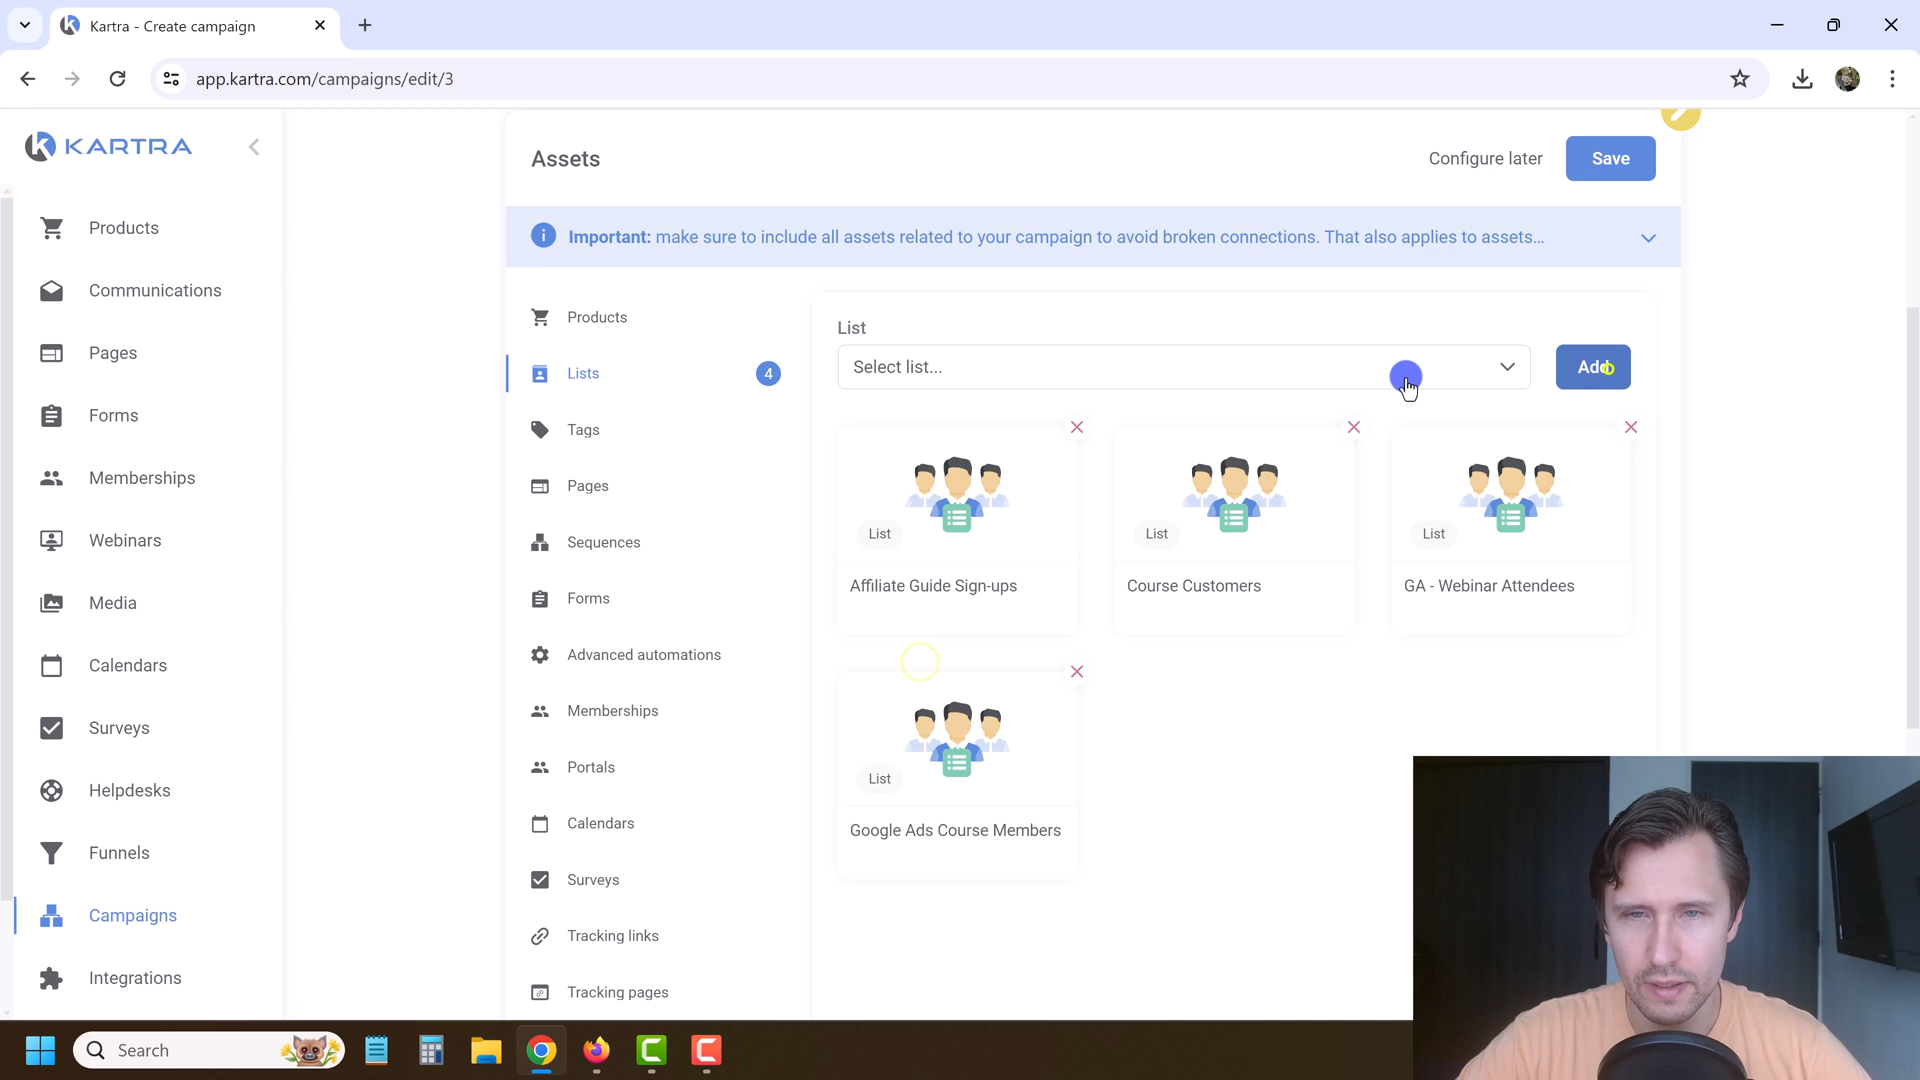 Kartra - Create campaign
app.kartra.com/campaigns/edit/3
KARTRA
Products
Communications
Pages
Forms
Memberships
Webinars
Media
Calendars
Surveys
Helpdesks
Funnels
Campaigns
Integrations
Assets
Configure later
Save
Important: make sure to include all assets related to your campaign to avoid broken connections. That also applies to assets...
Products
Lists
4
Tags
Pages
Sequences
Forms
Advanced automations
Memberships
Portals
Calendars
Surveys
Tracking links
Tracking pages
List
Select list...
Add
List
Affiliate Guide Sign-ups
List
Course Customers
List
GA - Webinar Attendees
List
Google Ads Course Members
Search